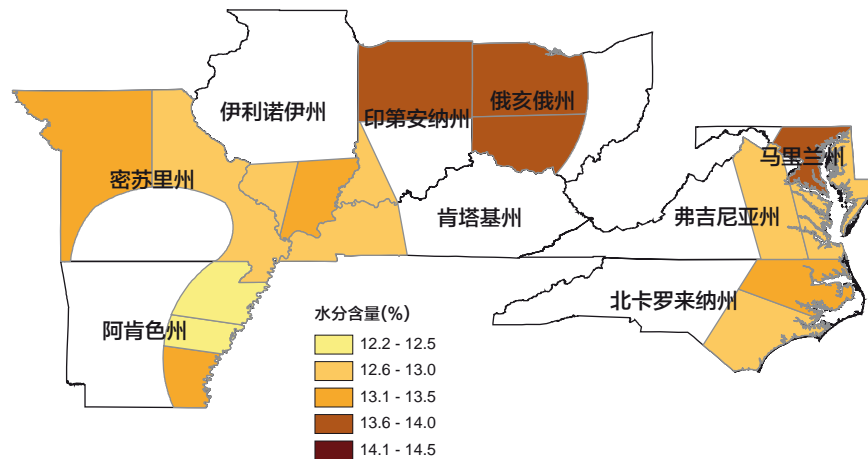 伊利诺伊州
印第安纳州
俄亥俄州
马里兰州
密苏里州
肯塔基州
弗吉尼亚州
北卡罗来纳州
阿肯色州
水分含量(%)
12.2 - 12.5
12.6 - 13.0
13.1 - 13.5
13.6 - 14.0
14.1 - 14.5